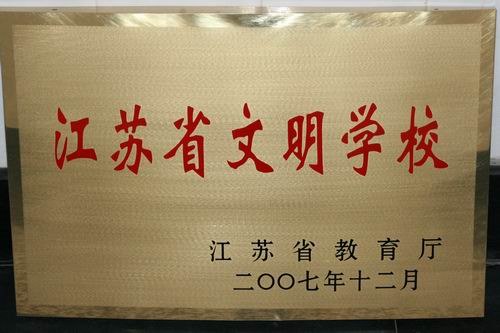 江苏省文明学校
江苏省教育厅
二〇〇七年十二月